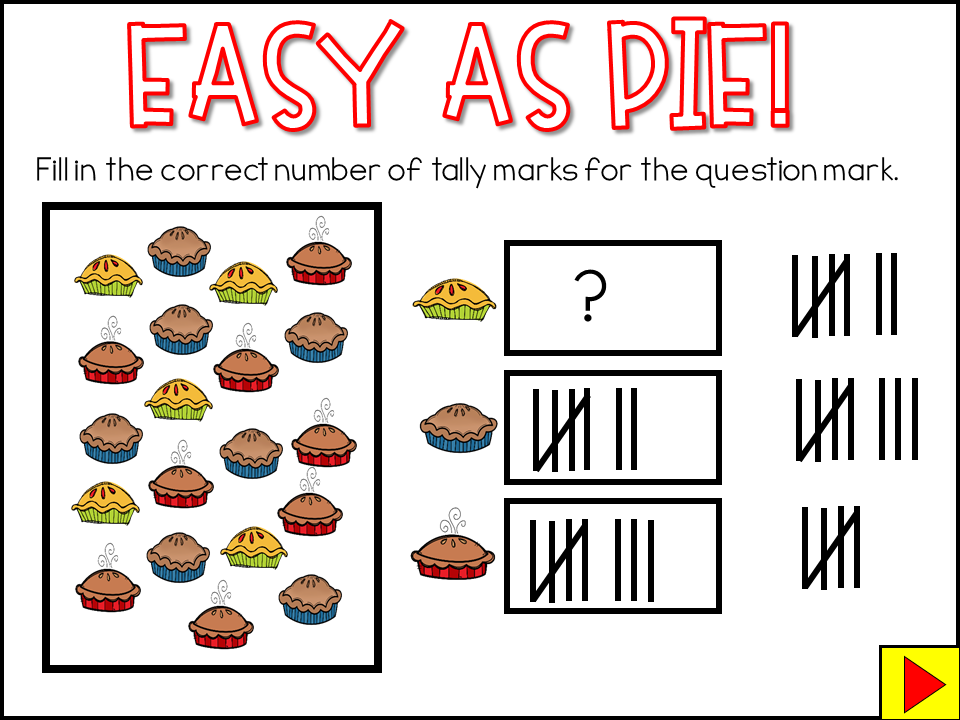 EASY AS PIE!
Fill in the correct number of tally marks for the question mark.
?